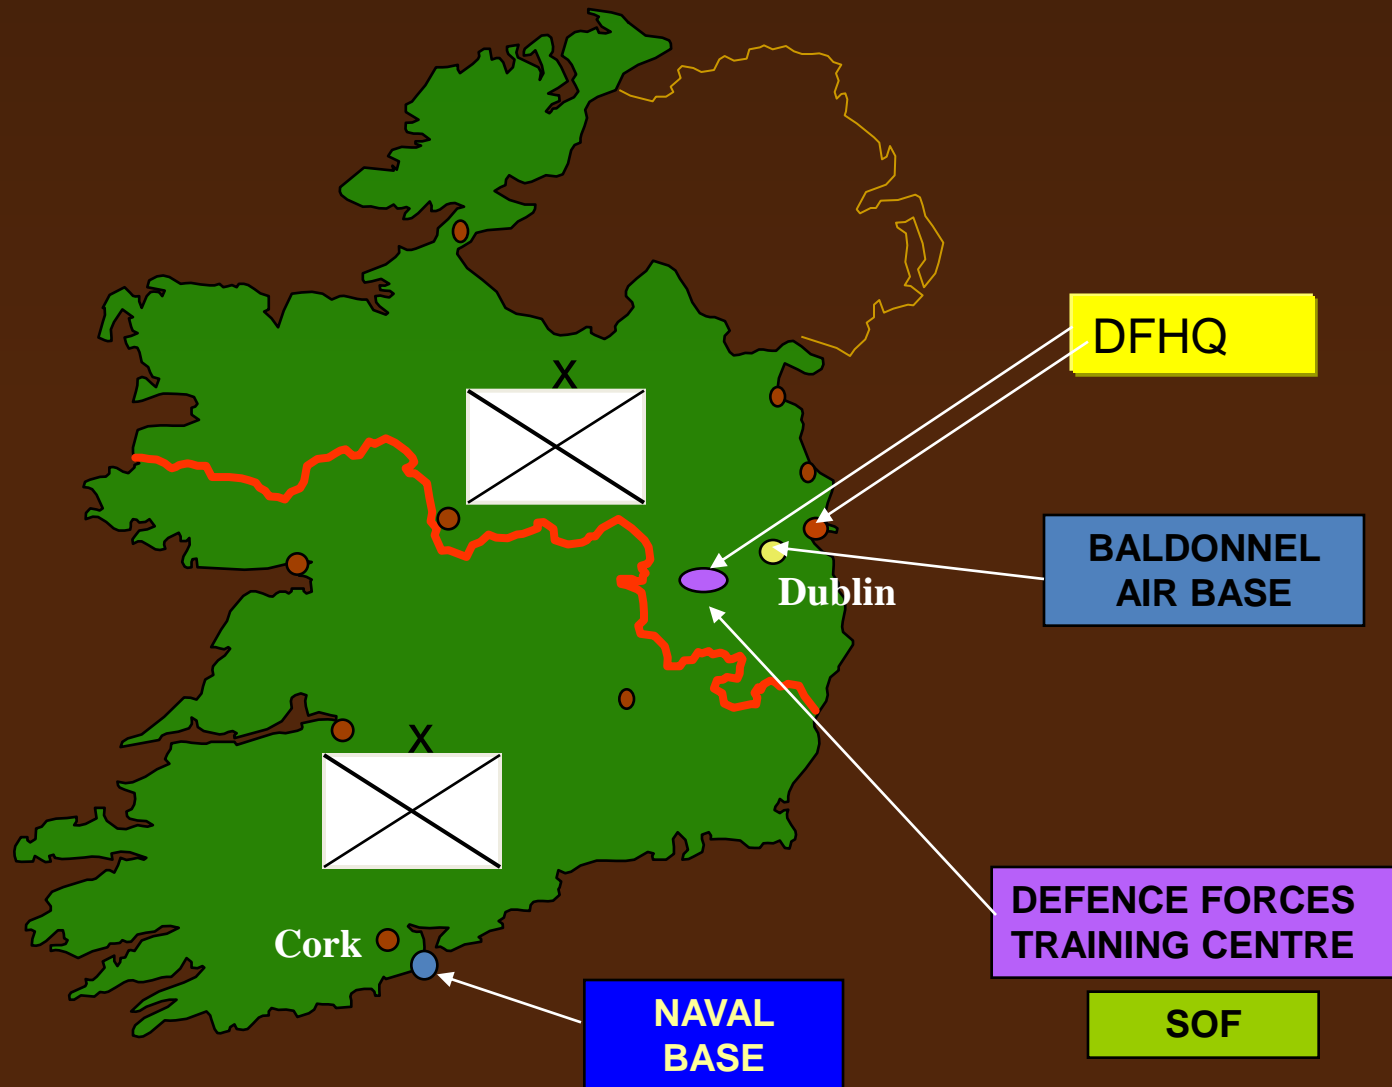 X
DFHQ
BALDONNEL
AIR BASE
Dublin
X
DEFENCE FORCES
TRAINING CENTRE
Cork
NAVAL
BASE
SOF